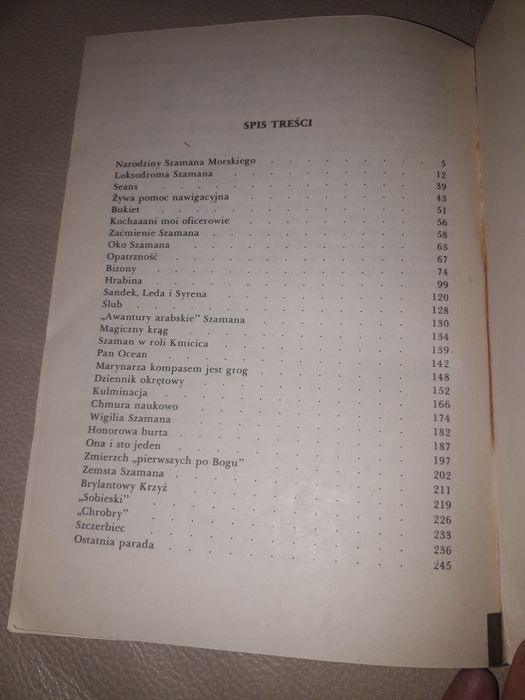 SPIS TREŚCI
Narodziny Szamana Morskiego . . . . . . . . 5
Loksodroma Szamana . . . . . . . . 12
Seans . . . . . . . . 39
Żywa pomoc nawigacyjna . . . . . . . . 43
Bukiet . . . . . . . . 51
Kochaaani moi oficerowie . . . . . . . . 56
Zaćmienie Szamana . . . . . . . . 58
Oko Szamana . . . . . . . . 63
Opatrzność . . . . . . . . 67
Bizony . . . . . . . . 74
Hrabina . . . . . . . . 99
Sandek, Leda i Syrena . . . . . . . . 120
Ślub . . . . . . . . 128
„Awantury arabskie” Szamana . . . . . . . . 130
Magiczny krąg . . . . . . . . 134
Szaman w roli Kmicica . . . . . . . . 139
Pan Ocean . . . . . . . . 142
Marynarza kompasem jest grog . . . . . . . . 148
Dziennik okrętowy . . . . . . . . 152
Kulminacja . . . . . . . . 166
Chmura naukowo . . . . . . . . 174
Wigilia Szamana . . . . . . . . 182
Honorowa burta . . . . . . . . 187
Ona i sto jeden . . . . . . . . 197
Zmierzch „pierwszych po Bogu” . . . . . . . . 202
Zemsta Szamana . . . . . . . . 211
Brylantowy Krzyż . . . . . . . . 219
„Sobieski” . . . . . . . . 226
„Chrobry” . . . . . . . . 233
Szczerbiec . . . . . . . . 236
Ostatnia parada . . . . . . . . 245